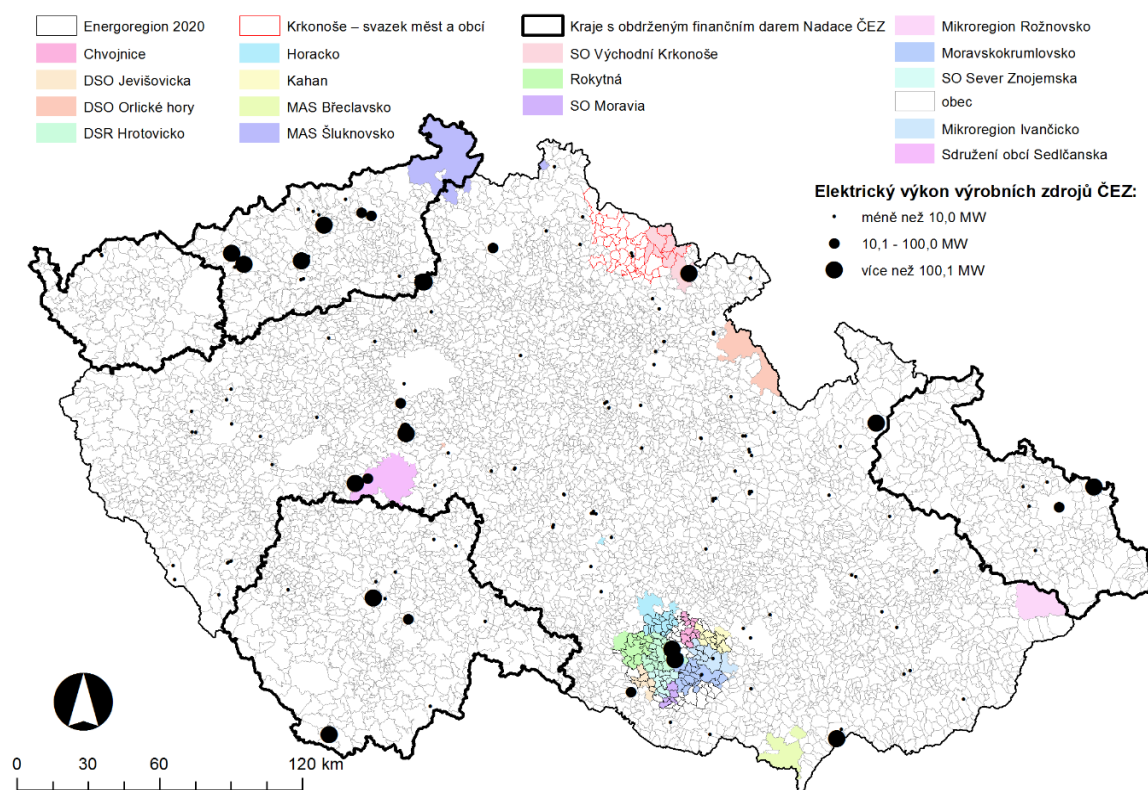 Energoregion 2020
Chvojnice
DSO Jevišovicka
DSO Orlické hory
DSR Hrotovicko
Krkonoše – svazek měst a obcí
Horacko
Kahan
MAS Břeclavsko
MAS Šluknovsko
Kraje s obdrženým finančním darem Nadace ČEZ
SO Východní Krkonoše
Rokytná
SO Moravia
Mikroregion Rožnovsko
Moravskokrumlovsko
SO Sever Znojemska
obec
Mikroregion Ivančicko
Sdružení obcí Sedlčanska
Elektrický výkon výrobních zdrojů ČEZ:
méně než 10,0 MW
10,1 - 100,0 MW
více než 100,1 MW
0 30 60 120 km